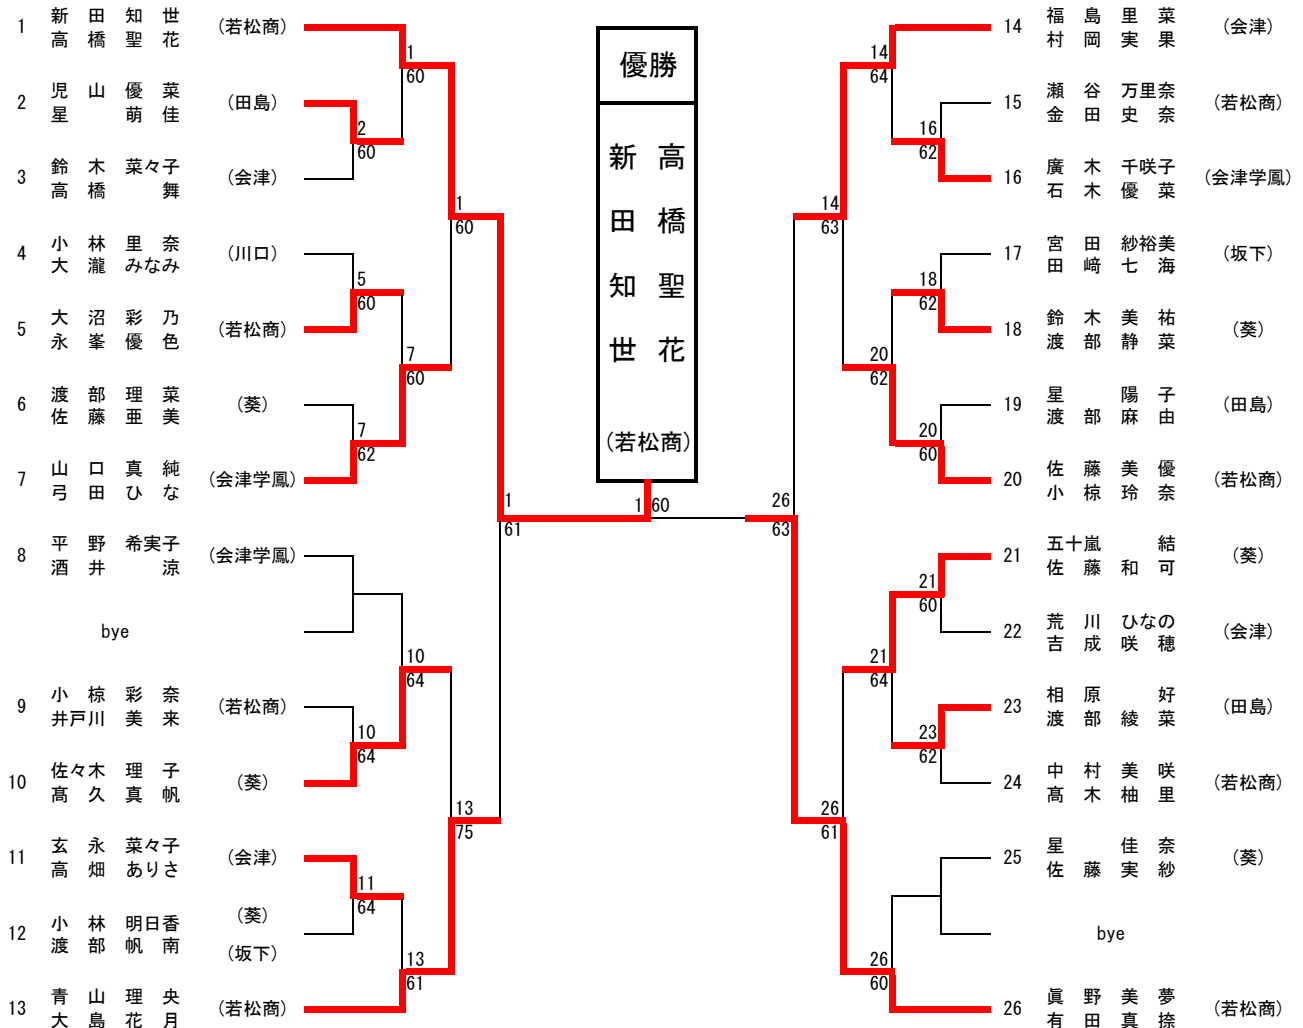 1 新田知世 高橋聖花 (若松商)
2 児山優菜 星萌佳 (田島)
3 鈴木菜々子 高橋舞 (会津)
4 小林里奈 大瀧みなみ (川口)
5 大沼彩乃 永峯優色 (若松商)
6 渡部理菜 佐藤亜美 (葵)
7 山口真純 弓田ひな (会津学鳳)
8 平野希実子 酒井涼 (会津学鳳)
bye
9 小椋彩奈 井戸川美来 (若松商)
10 佐々木理子 髙久真帆 (葵)
11 玄永菜々子 高畑ありさ (会津)
12 小林明日香 渡部帆南 (葵) (坂下)
13 青山理央 大島花月 (若松商)
1 60
2 60
5 60
7 62
7 60
1 60
10 64
10 64
11 64
13 61
13 75
1 61
優勝
新田知世
高橋聖花
(若松商)
1 60
14 64
16 62
14 63
18 62
20 62
20 60
26 63
21 60
21 64
23 62
26 61
26 60
14 福島里菜 村岡実果 (会津)
15 瀬谷万里奈 金田史奈 (若松商)
16 廣木千咲子 石木優菜 (会津学鳳)
17 宮田紗裕美 田﨑七海 (坂下)
18 鈴木美祐 渡部静菜 (葵)
19 星陽子 渡部麻由 (田島)
20 佐藤美優 小椋玲奈 (若松商)
21 五十嵐結 佐藤和可 (葵)
22 荒川ひなの 吉成咲穂 (会津)
23 相原好 渡部綾菜 (田島)
24 中村美咲 髙木柚里 (若松商)
25 星佳奈 佐藤実紗 (葵)
bye
26 眞野美夢 有田真捺 (若松商)